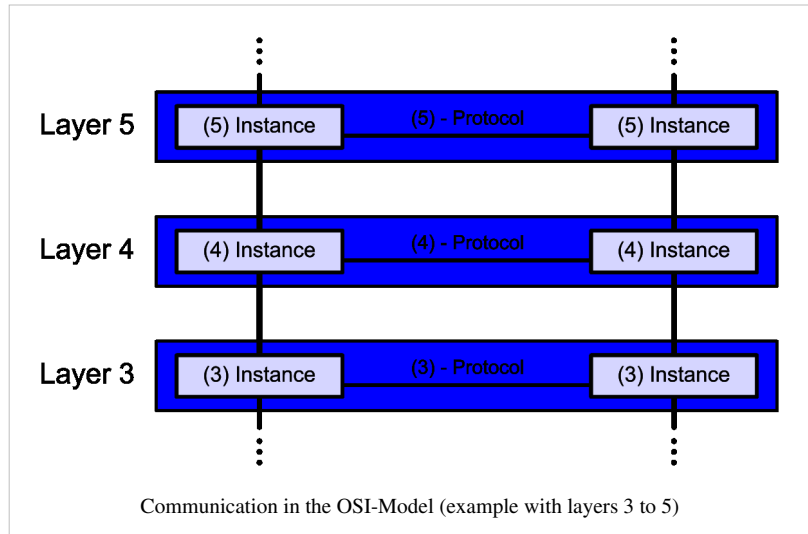 Layer 5
(5) Instance
(5) - Protocol
(5) Instance
Layer 4
(4) Instance
(4) - Protocol
(4) Instance
Layer 3
(3) Instance
(3) - Protocol
(3) Instance
Communication in the OSI-Model (example with layers 3 to 5)